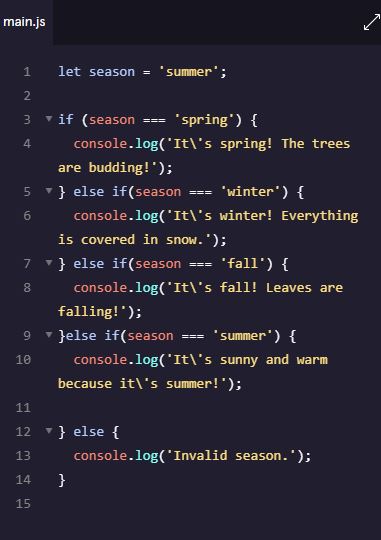 main.js
1 let season = 'summer';
2
3 if (season === 'spring') {
4 console.log('It\'s spring! The trees
are budding!');
5 } else if(season === 'winter') {
6 console.log('It\'s winter! Everything
is covered in snow.');
7 } else if(season === 'fall') {
8 console.log('It\'s fall! Leaves are
falling!');
9 }else if(season === 'summer') {
10 console.log('It\'s sunny and warm
because it\'s summer!');
11
12 } else {
13 console.log('Invalid season.');
14 }
15